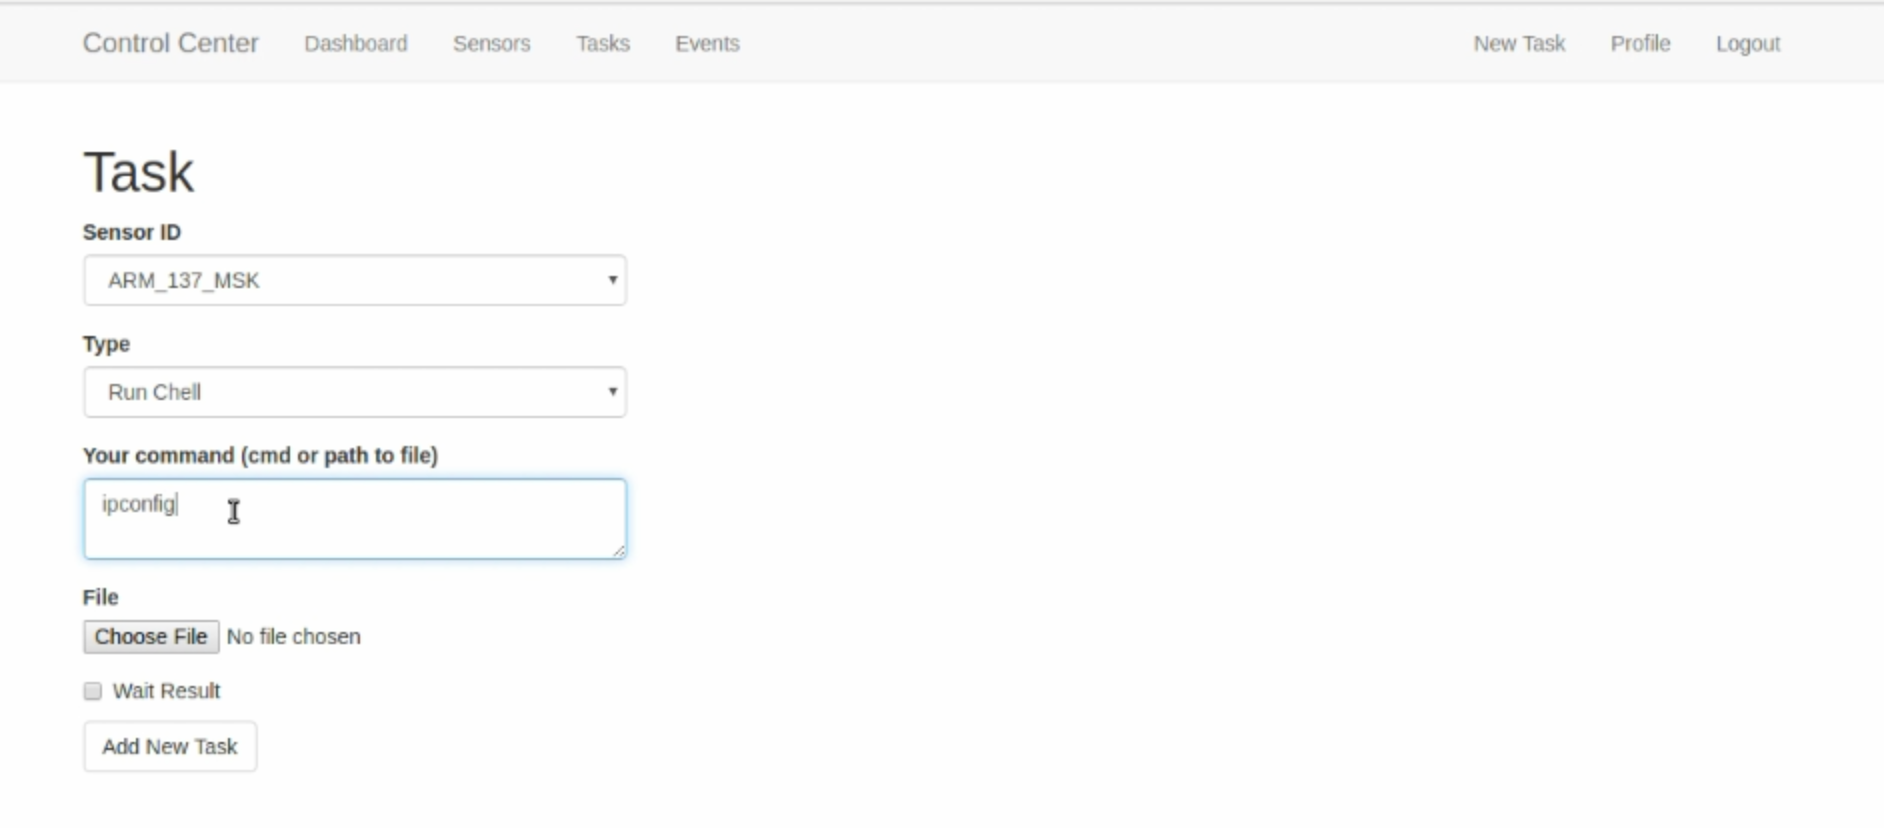 Control Center Dashboard Sensors Tasks Events New Task Profile Logout
Task
Sensor ID
ARM_137_MSK
Type
Run Chell
Your command (cmd or path to file)
ipconfig
File
Choose File No file chosen
Wait Result
Add New Task